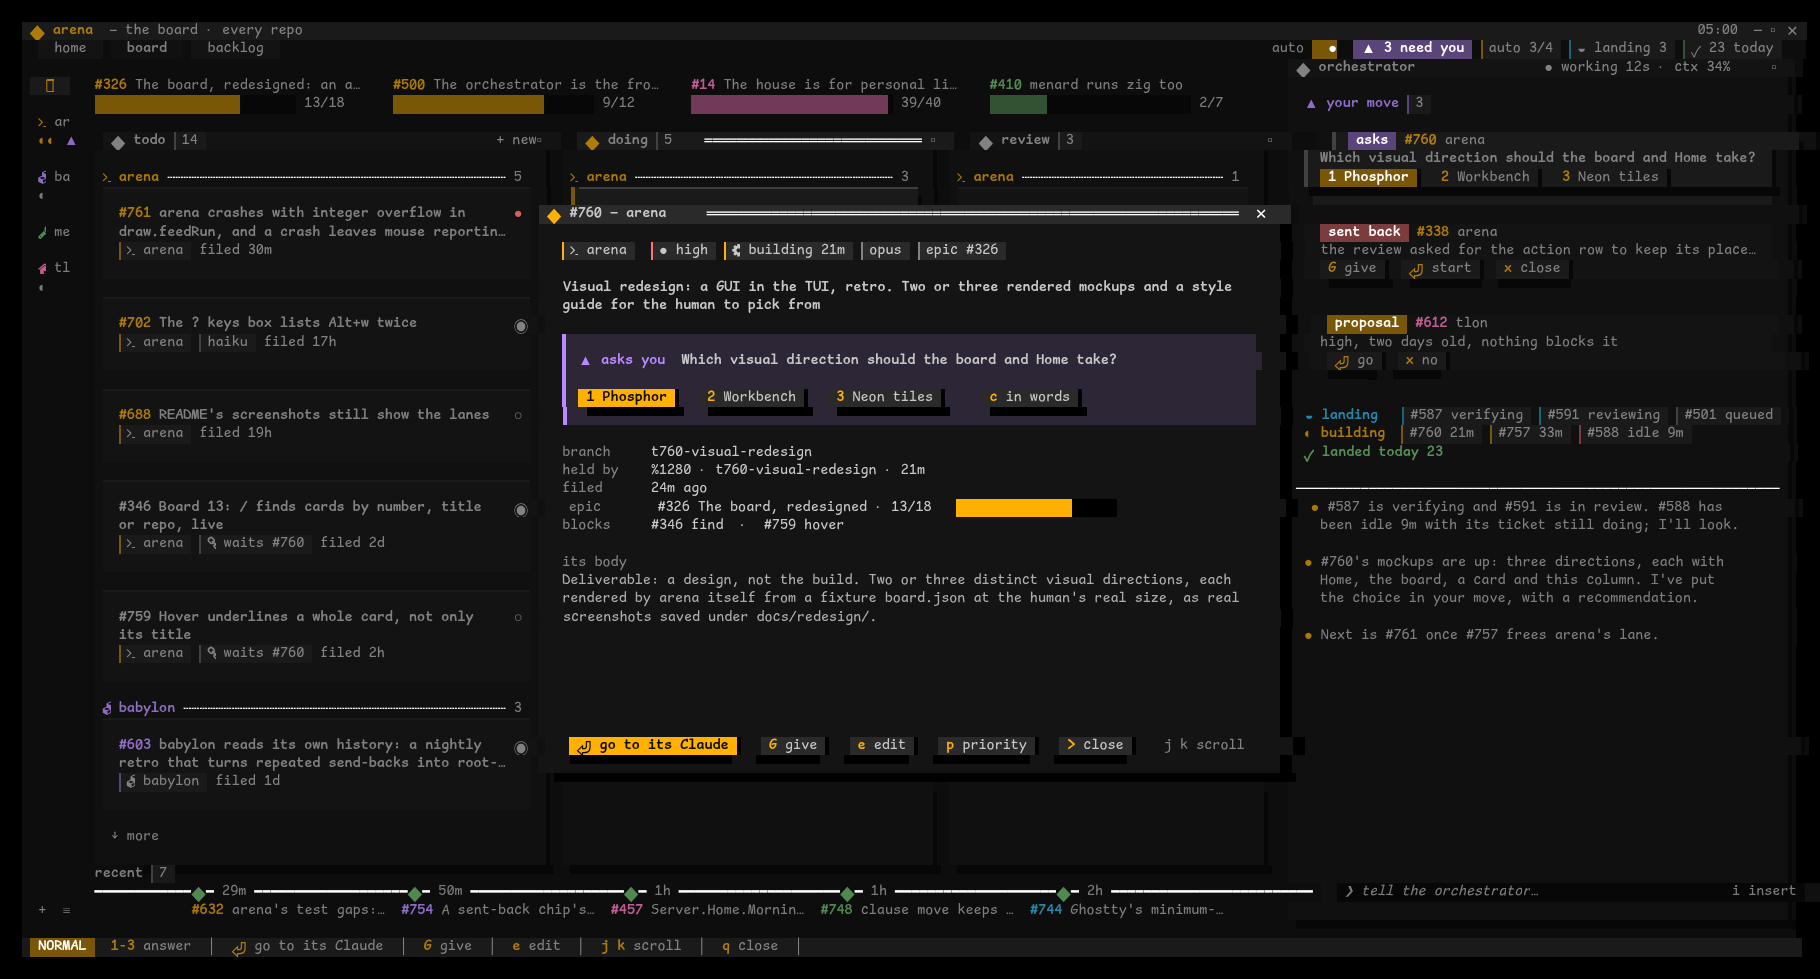 arena — the board · every repo 05:00
home board backlog auto 3 need you auto 3/4 landing 3 23 today
orchestrator working 12s · ctx 34%
#326 The board, redesigned: an a… #500 The orchestrator is the fro… #14 The house is for personal li… #410 menard runs zig too
13/18 9/12 39/40 2/7
your move 3
ar
ba
me
tl
todo 14 + new
doing 5
review 3
arena 5
#761 arena crashes with integer overflow in
draw.feedRun, and a crash leaves mouse reportin…
arena filed 30m
#702 The ? keys box lists Alt+w twice
arena haiku filed 17h
#688 README's screenshots still show the lanes
arena filed 19h
#346 Board 13: / finds cards by number, title
or repo, live
arena waits #760 filed 2d
#759 Hover underlines a whole card, not only
its title
arena waits #760 filed 2h
babylon 3
#603 babylon reads its own history: a nightly
retro that turns repeated send-backs into root-…
babylon filed 1d
↓ more
arena 3
arena 1
#760 — arena ✕
arena high building 21m opus epic #326
Visual redesign: a GUI in the TUI, retro. Two or three rendered mockups and a style
guide for the human to pick from
▲ asks you Which visual direction should the board and Home take?
1 Phosphor 2 Workbench 3 Neon tiles c in words
branch t760-visual-redesign
held by %1280 · t760-visual-redesign · 21m
filed 24m ago
epic #326 The board, redesigned · 13/18
blocks #346 find · #759 hover
its body
Deliverable: a design, not the build. Two or three distinct visual directions, each
rendered by arena itself from a fixture board.json at the human's real size, as real
screenshots saved under docs/redesign/.
go to its Claude G give e edit p priority > close j k scroll
asks #760 arena
Which visual direction should the board and Home take?
1 Phosphor 2 Workbench 3 Neon tiles
sent back #338 arena
the review asked for the action row to keep its place…
G give start x close
proposal #612 tlon
high, two days old, nothing blocks it
go x no
landing #587 verifying #591 reviewing #501 queued
building #760 21m #757 33m #588 idle 9m
✓ landed today 23
● #587 is verifying and #591 is in review. #588 has
been idle 9m with its ticket still doing; I'll look.
● #760's mockups are up: three directions, each with
Home, the board, a card and this column. I've put
the choice in your move, with a recommendation.
● Next is #761 once #757 frees arena's lane.
❯ tell the orchestrator… i insert
recent 7
29m 50m 1h 1h 2h
#632 arena's test gaps:… #754 A sent-back chip's… #457 Server.Home.Mornin… #748 clause move keeps … #744 Ghostty's minimum-…
NORMAL 1-3 answer go to its Claude G give e edit j k scroll q close